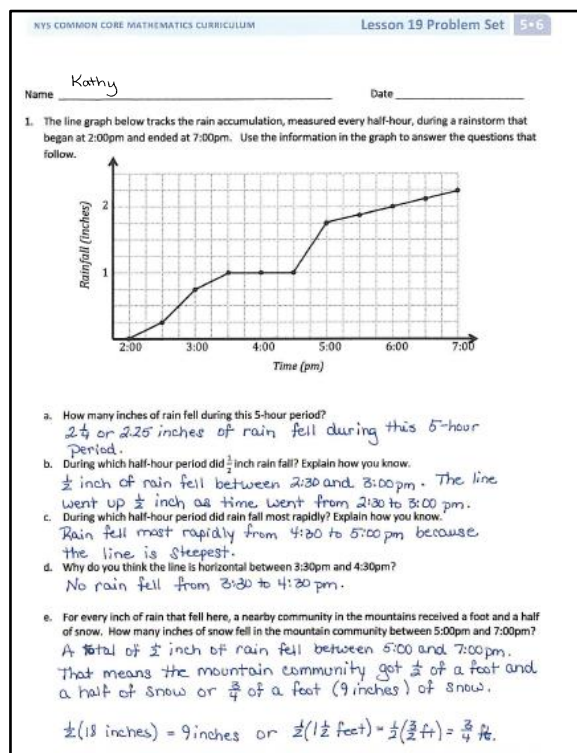 NYS COMMON CORE MATHEMATICS CURRICULUM Lesson 19 Problem Set 5•6
Name Kathy Date
1. The line graph below tracks the rain accumulation, measured every half-hour, during a rainstorm that
began at 2:00pm and ended at 7:00pm. Use the information in the graph to answer the questions that
follow.
Rainfall (inches)
2
1
2:00 3:00 4:00 5:00 6:00 7:00
Time (pm)
a. How many inches of rain fell during this 5-hour period?
2¼ or 2.25 inches of rain fell during this 5-hour
period.
b. During which half-hour period did ½ inch rain fall? Explain how you know.
½ inch of rain fell between 2:30 and 3:00 pm. The line
went up ½ inch as time went from 2:30 to 3:00 pm.
c. During which half-hour period did rain fall most rapidly? Explain how you know.
Rain fell most rapidly from 4:30 to 5:00 pm because
the line is steepest.
d. Why do you think the line is horizontal between 3:30pm and 4:30pm?
No rain fell from 3:30 to 4:30 pm.
e. For every inch of rain that fell here, a nearby community in the mountains received a foot and a half
of snow. How many inches of snow fell in the mountain community between 5:00pm and 7:00pm?
A total of ½ inch of rain fell between 5:00 and 7:00pm.
That means the mountain community got ½ of a foot and
a half of snow or ¾ of a foot (9 inches) of snow.
½(18 inches) = 9 inches or ½(1½ feet) = ½(3/2 ft) = ¾ ft.